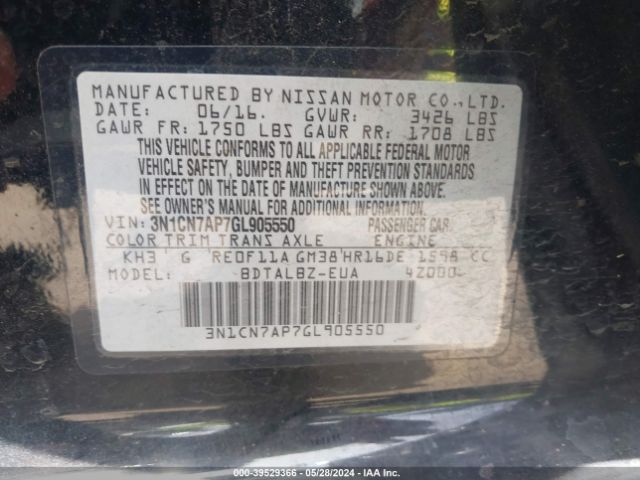 MANUFACTURED BY NISSAN MOTOR CO.,LTD.
DATE: 06/16. GVWR: 3426 LBS
GAWR FR: 1750 LBS GAWR RR: 1708 LBS
THIS VEHICLE CONFORMS TO ALL APPLICABLE FEDERAL MOTOR
VEHICLE SAFETY, BUMPER AND THEFT PREVENTION STANDARDS
IN EFFECT ON THE DATE OF MANUFACTURE SHOWN ABOVE.
SEE OWNER'S MANUAL FOR ADDITIONAL INFORMATION.
VIN: 3N1CN7AP7GL905550 PASSENGER CAR
COLOR TRIM TRANS AXLE ENGINE
KH3 G RE0F11A GM38 HR16DE 1598 CC
MODEL: BDTALBZ-EUA 4Z000-
3N1CN7AP7GL905550
000-39529366 - 05/28/2024 - IAA Inc.